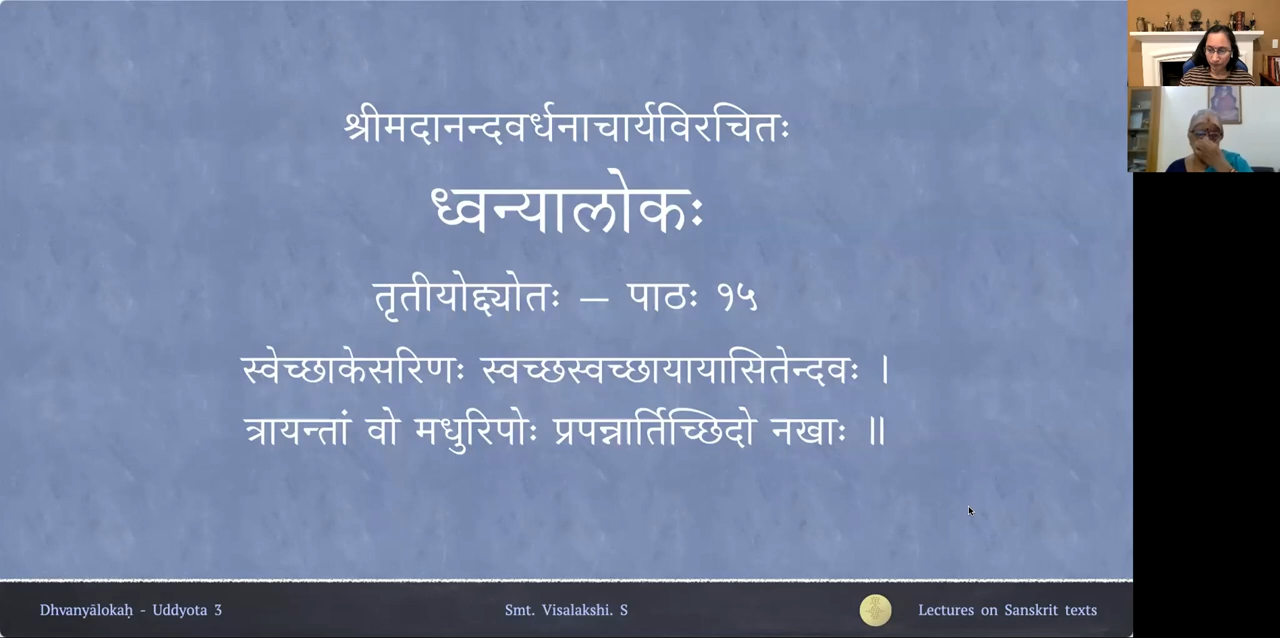 श्रीमदानन्दवर्धनाचार्यविरचितः
ध्वन्यालोकः
तृतीयोद्द्योतः – पाठः १५
स्वेच्छाकेसरिणः स्वच्छस्वच्छायायासितेन्दवः ।
त्रायन्तां वो मधुरिपोः प्रपन्नार्तिच्छिदो नखाः ॥
Dhvanyālokaḥ - Uddyota 3
Smt. Visalakshi. S
Lectures on Sanskrit texts